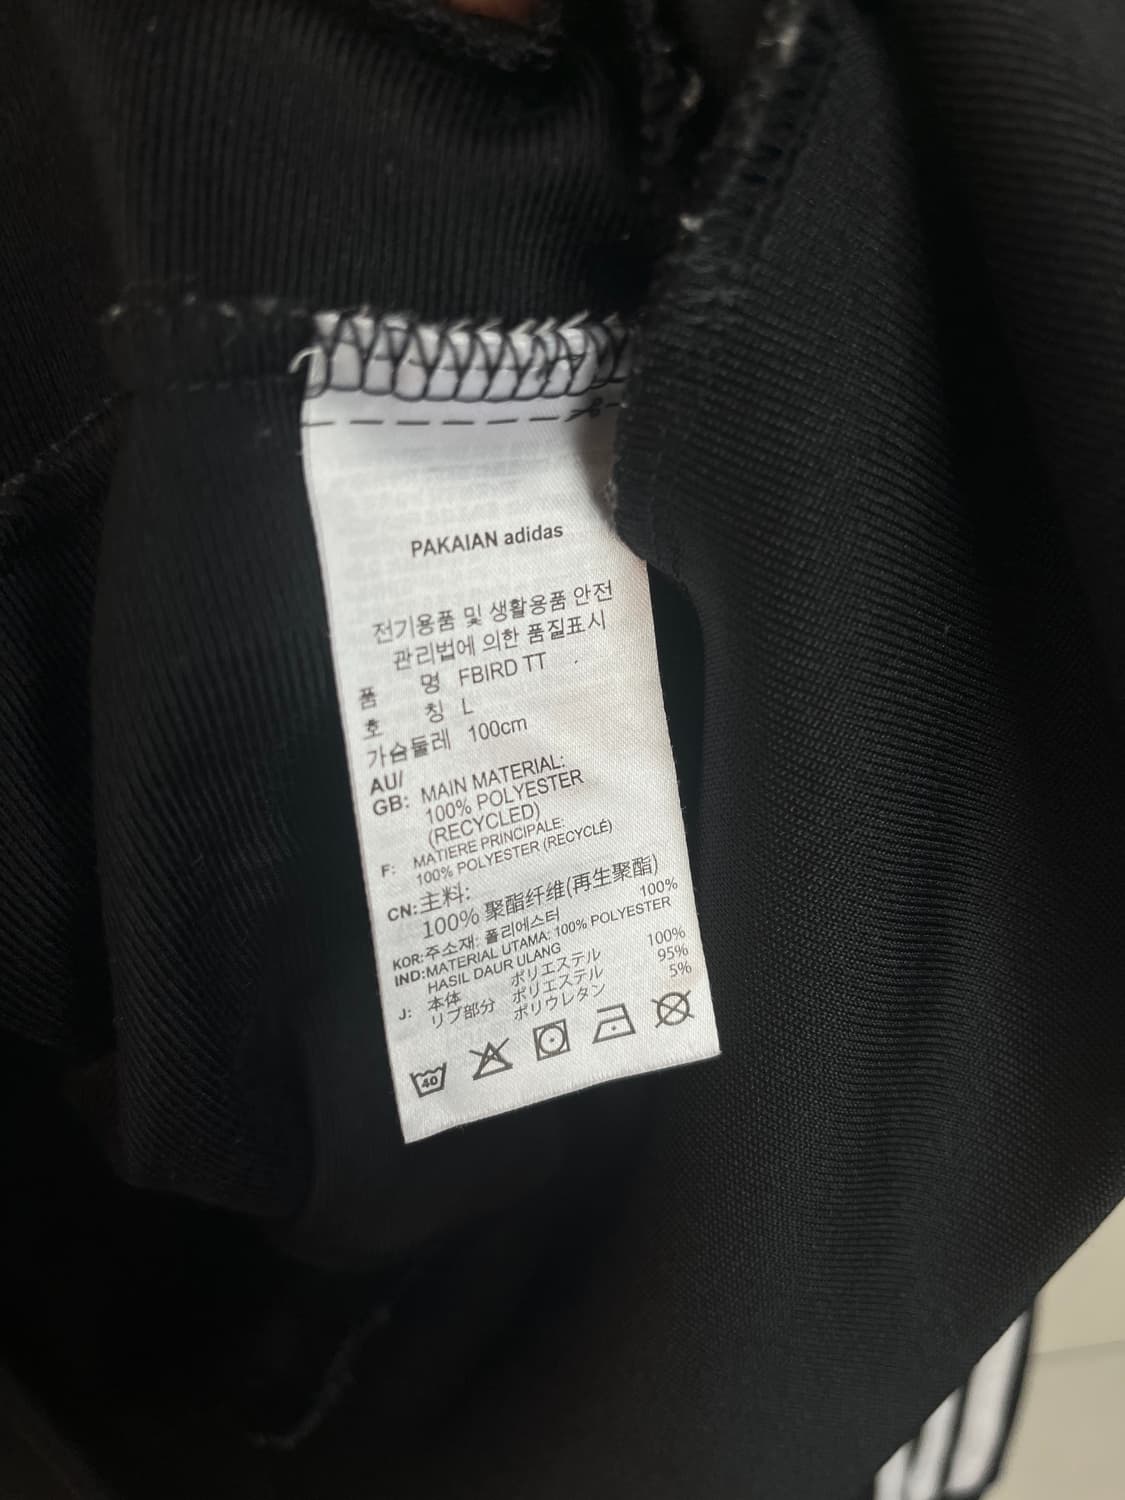 PAKAIAN adidas
전기용품 및 생활용품 안전
관리법에 의한 품질표시
품 명 FBIRD TT
호 칭 L
가슴둘레 100cm
AU/
GB: MAIN MATERIAL:
100% POLYESTER
(RECYCLED)
F: MATIERE PRINCIPALE:
100% POLYESTER (RECYCLÉ)
CN:主料:
100% 聚酯纤维(再生聚酯)
KOR:주소재: 폴리에스터 100%
IND:MATERIAL UTAMA: 100% POLYESTER
HASIL DAUR ULANG
J: 本体 ポリエステル 100%
リブ部分 ポリエステル 95%
ポリウレタン 5%
40